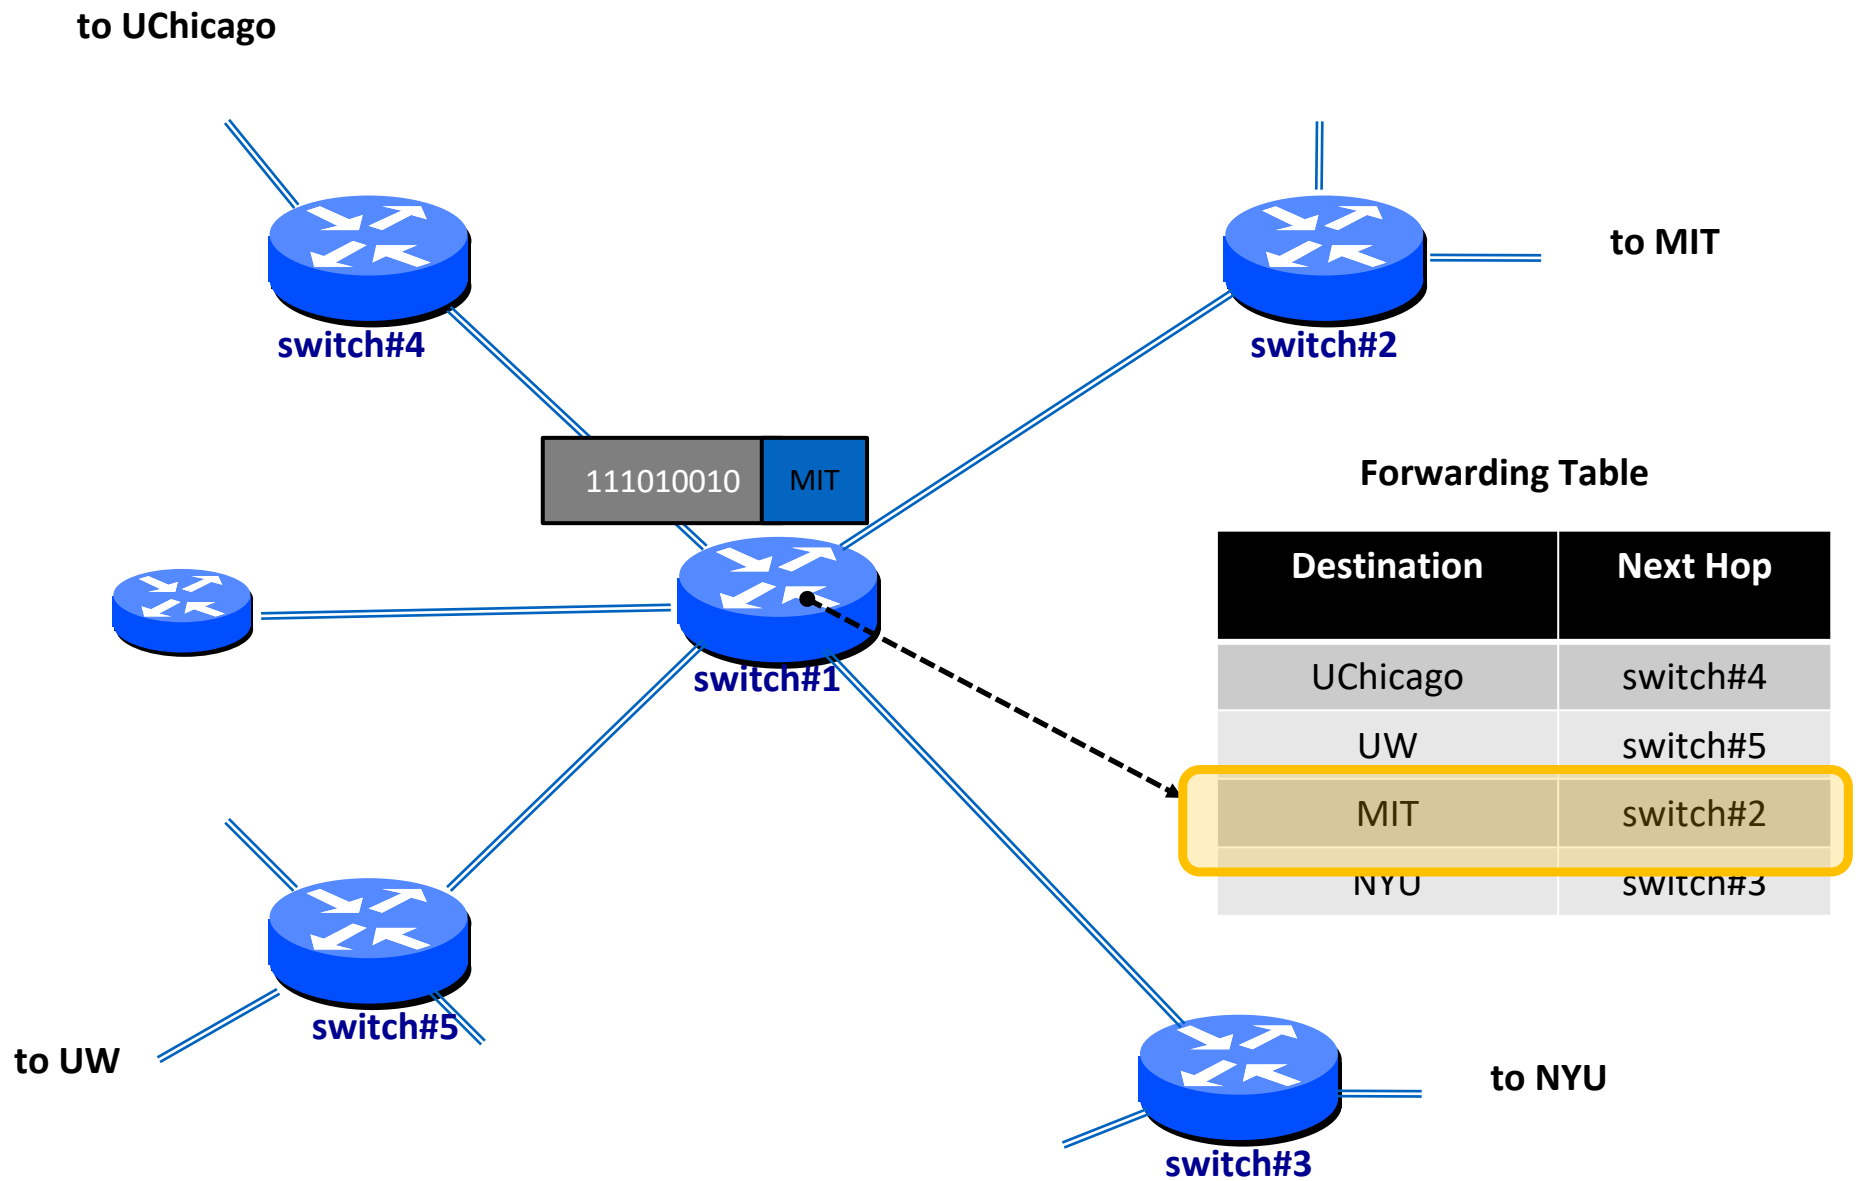 to UChicago
to MIT
switch#4
switch#2
111010010 MIT
Forwarding Table
Destination Next Hop
UChicago switch#4
UW switch#5
MIT switch#2
NYU switch#3
switch#1
switch#5
to UW
to NYU
switch#3